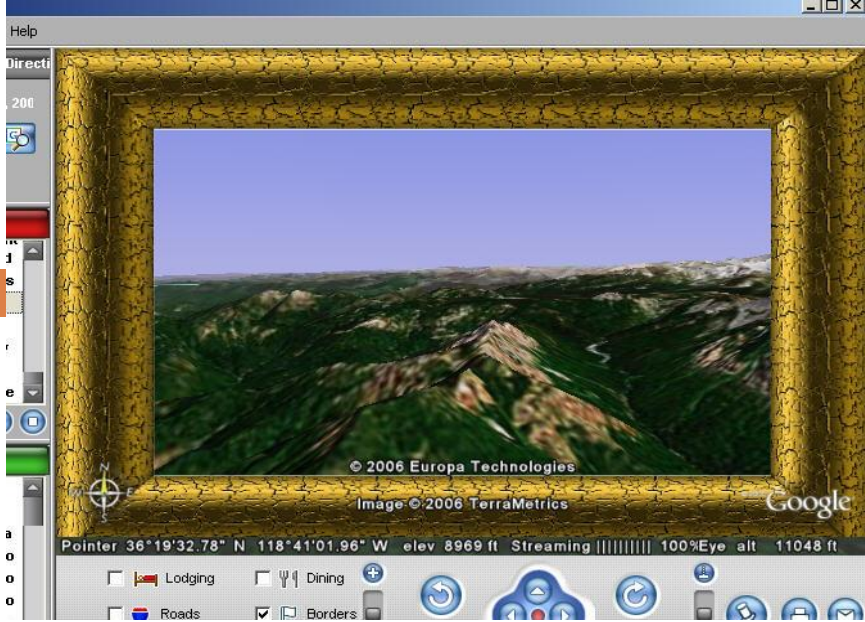 Help
Directi
, 200
d
s
e
© 2006 Europa Technologies
N
W E
S
Image © 2006 TerraMetrics
Google
Pointer 36°19'32.78" N 118°41'01.96" W elev 8969 ft Streaming |||||||||| 100% Eye alt 11048 ft
a
o
o
o
Lodging
Dining
Roads
Borders